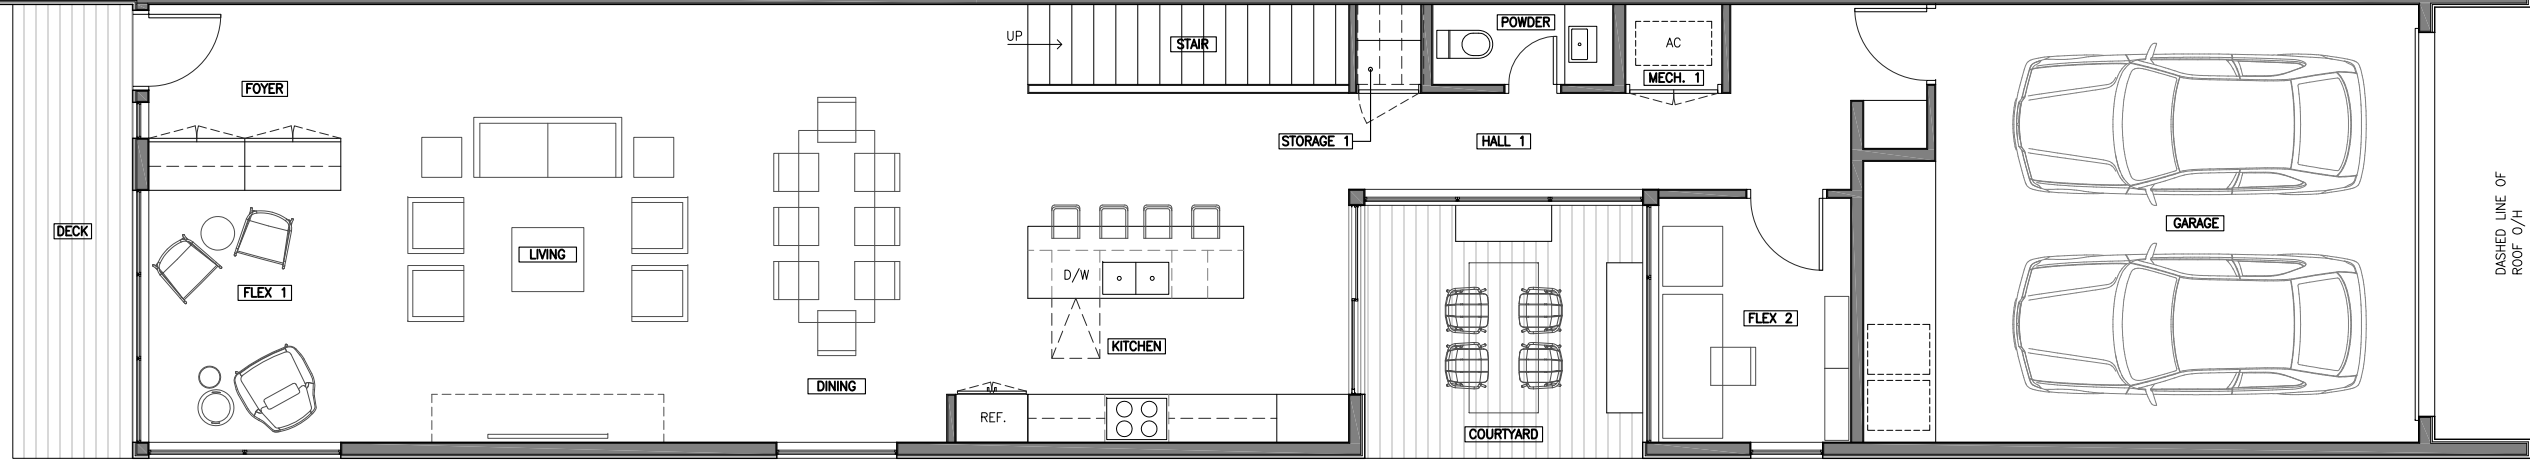 UP
STAIR
POWDER
AC
MECH. 1
FOYER
STORAGE 1
HALL 1
DECK
LIVING
FLEX 1
D/W
KITCHEN
DINING
REF.
COURTYARD
FLEX 2
GARAGE
DASHED LINE OF
ROOF O/H